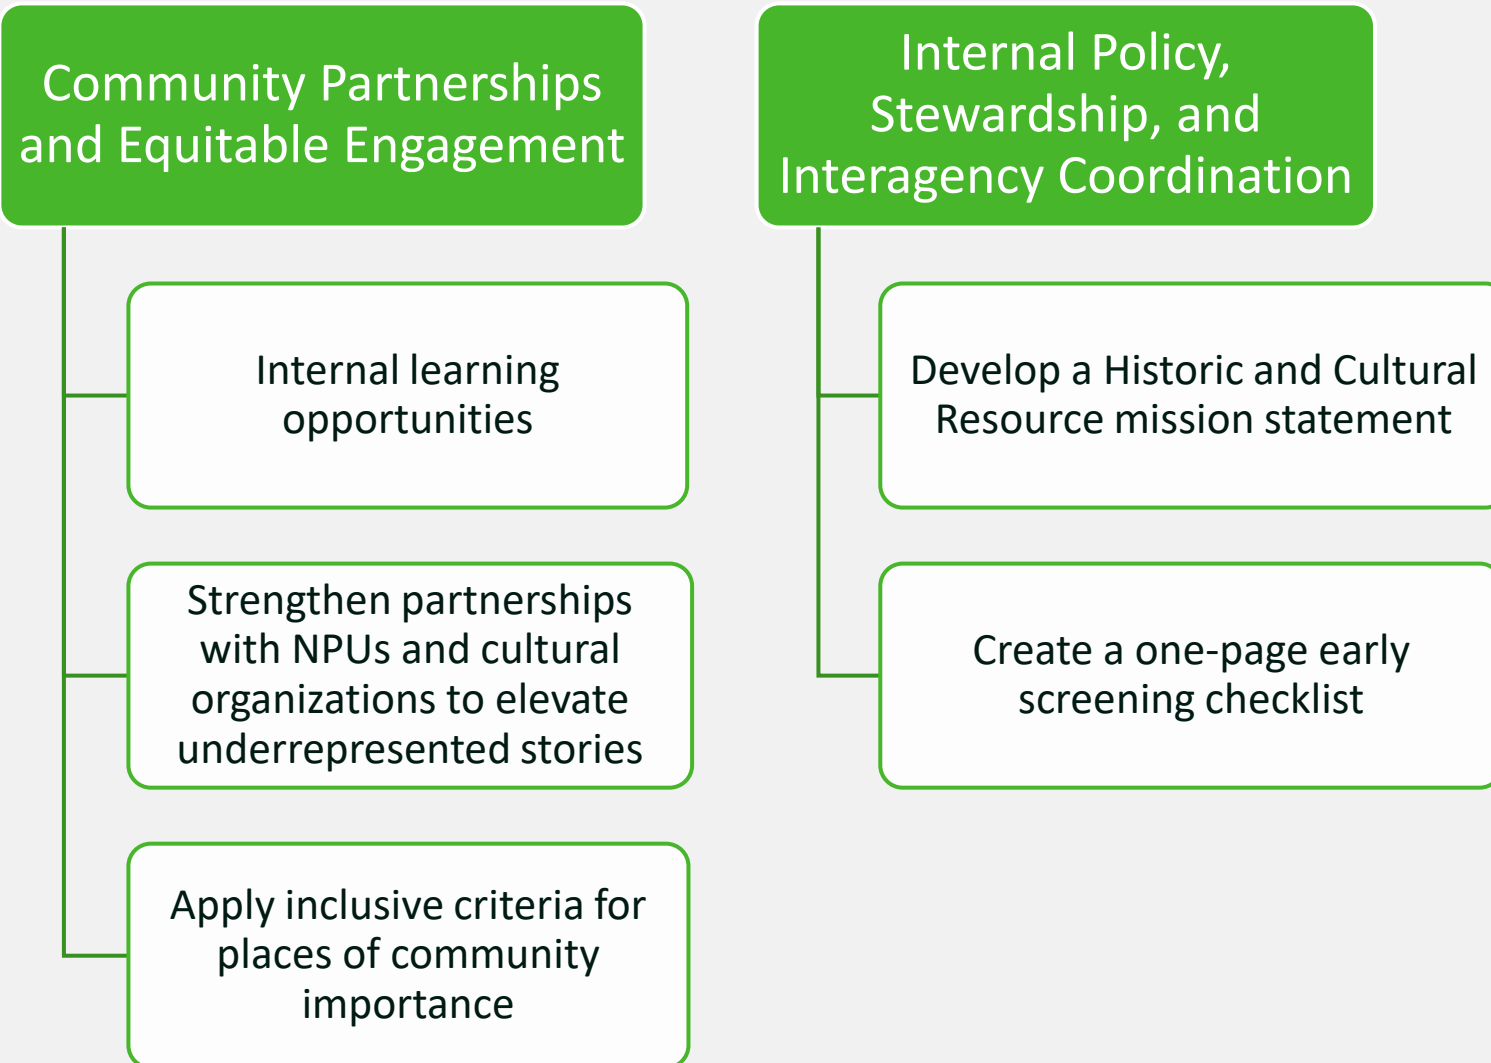 Community Partnerships
and Equitable Engagement
Internal learning
opportunities
Strengthen partnerships
with NPUs and cultural
organizations to elevate
underrepresented stories
Apply inclusive criteria for
places of community
importance
Internal Policy,
Stewardship, and
Interagency Coordination
Develop a Historic and Cultural
Resource mission statement
Create a one-page early
screening checklist